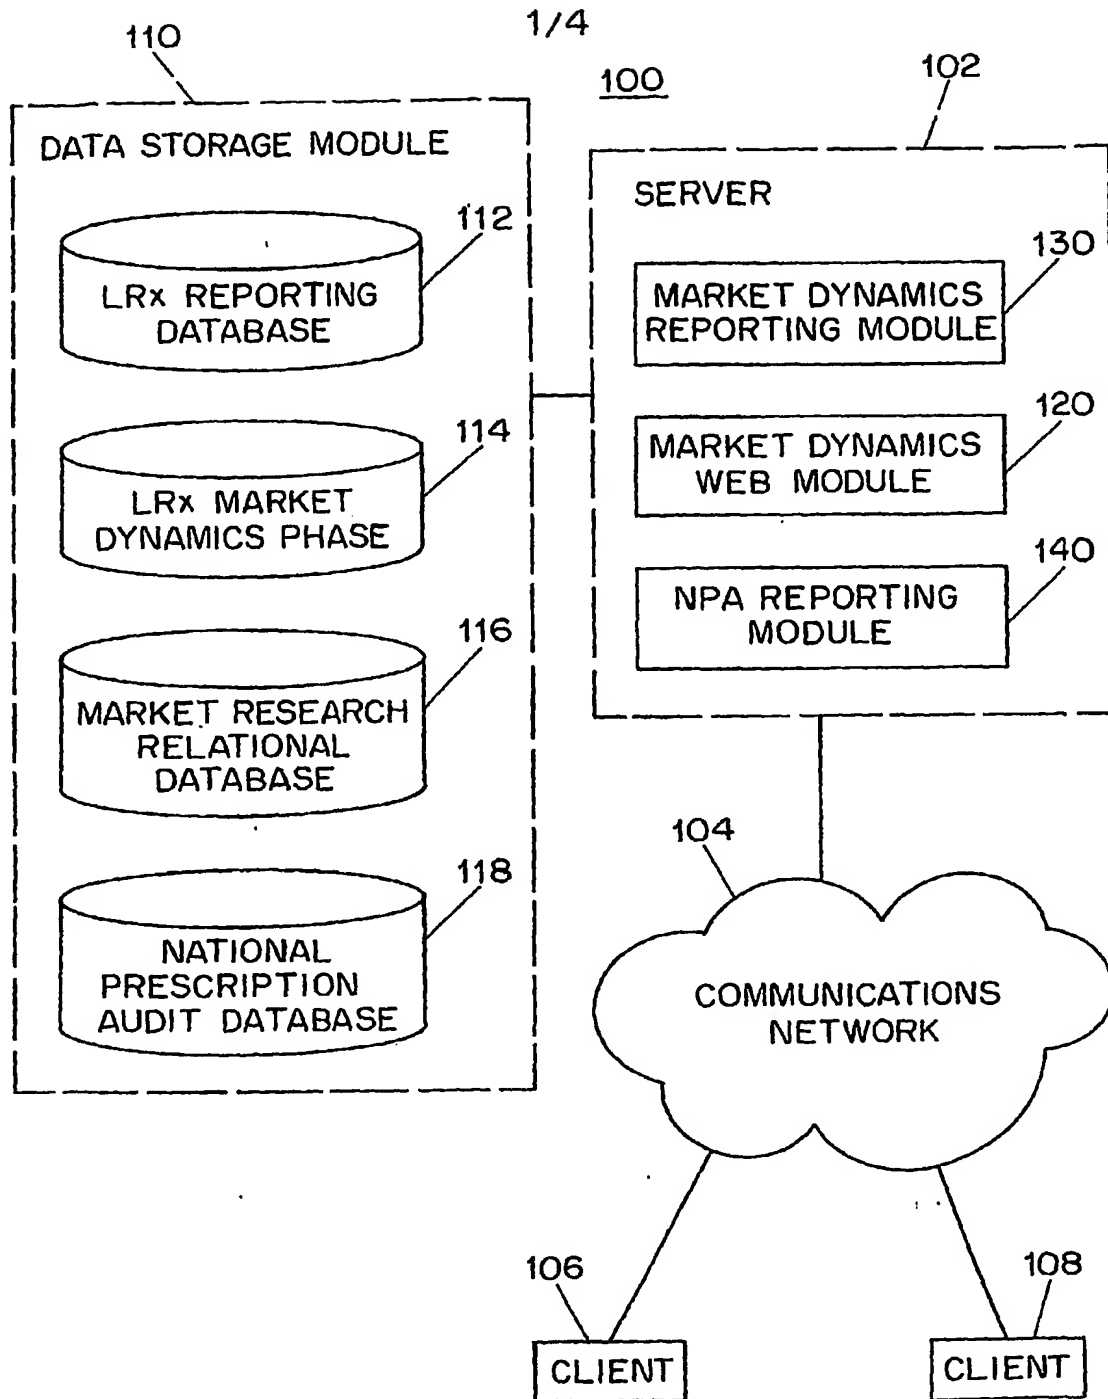 1/4
110
100
102
DATA STORAGE MODULE
112
LRx REPORTING
DATABASE
114
LRx MARKET
DYNAMICS PHASE
116
MARKET RESEARCH
RELATIONAL
DATABASE
118
NATIONAL
PRESCRIPTION
AUDIT DATABASE
SERVER
130
MARKET DYNAMICS
REPORTING MODULE
120
MARKET DYNAMICS
WEB MODULE
140
NPA REPORTING
MODULE
104
COMMUNICATIONS
NETWORK
106
CLIENT
108
CLIENT